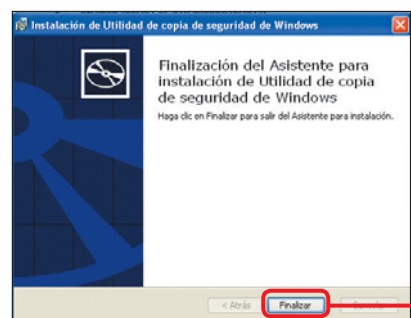 Instalación de Utilidad de copia de seguridad de Windows
Finalización del Asistente para
instalación de Utilidad de copia
de seguridad de Windows
Haga clic en Finalizar para salir del Asistente para instalación.
< Atrás
Finalizar